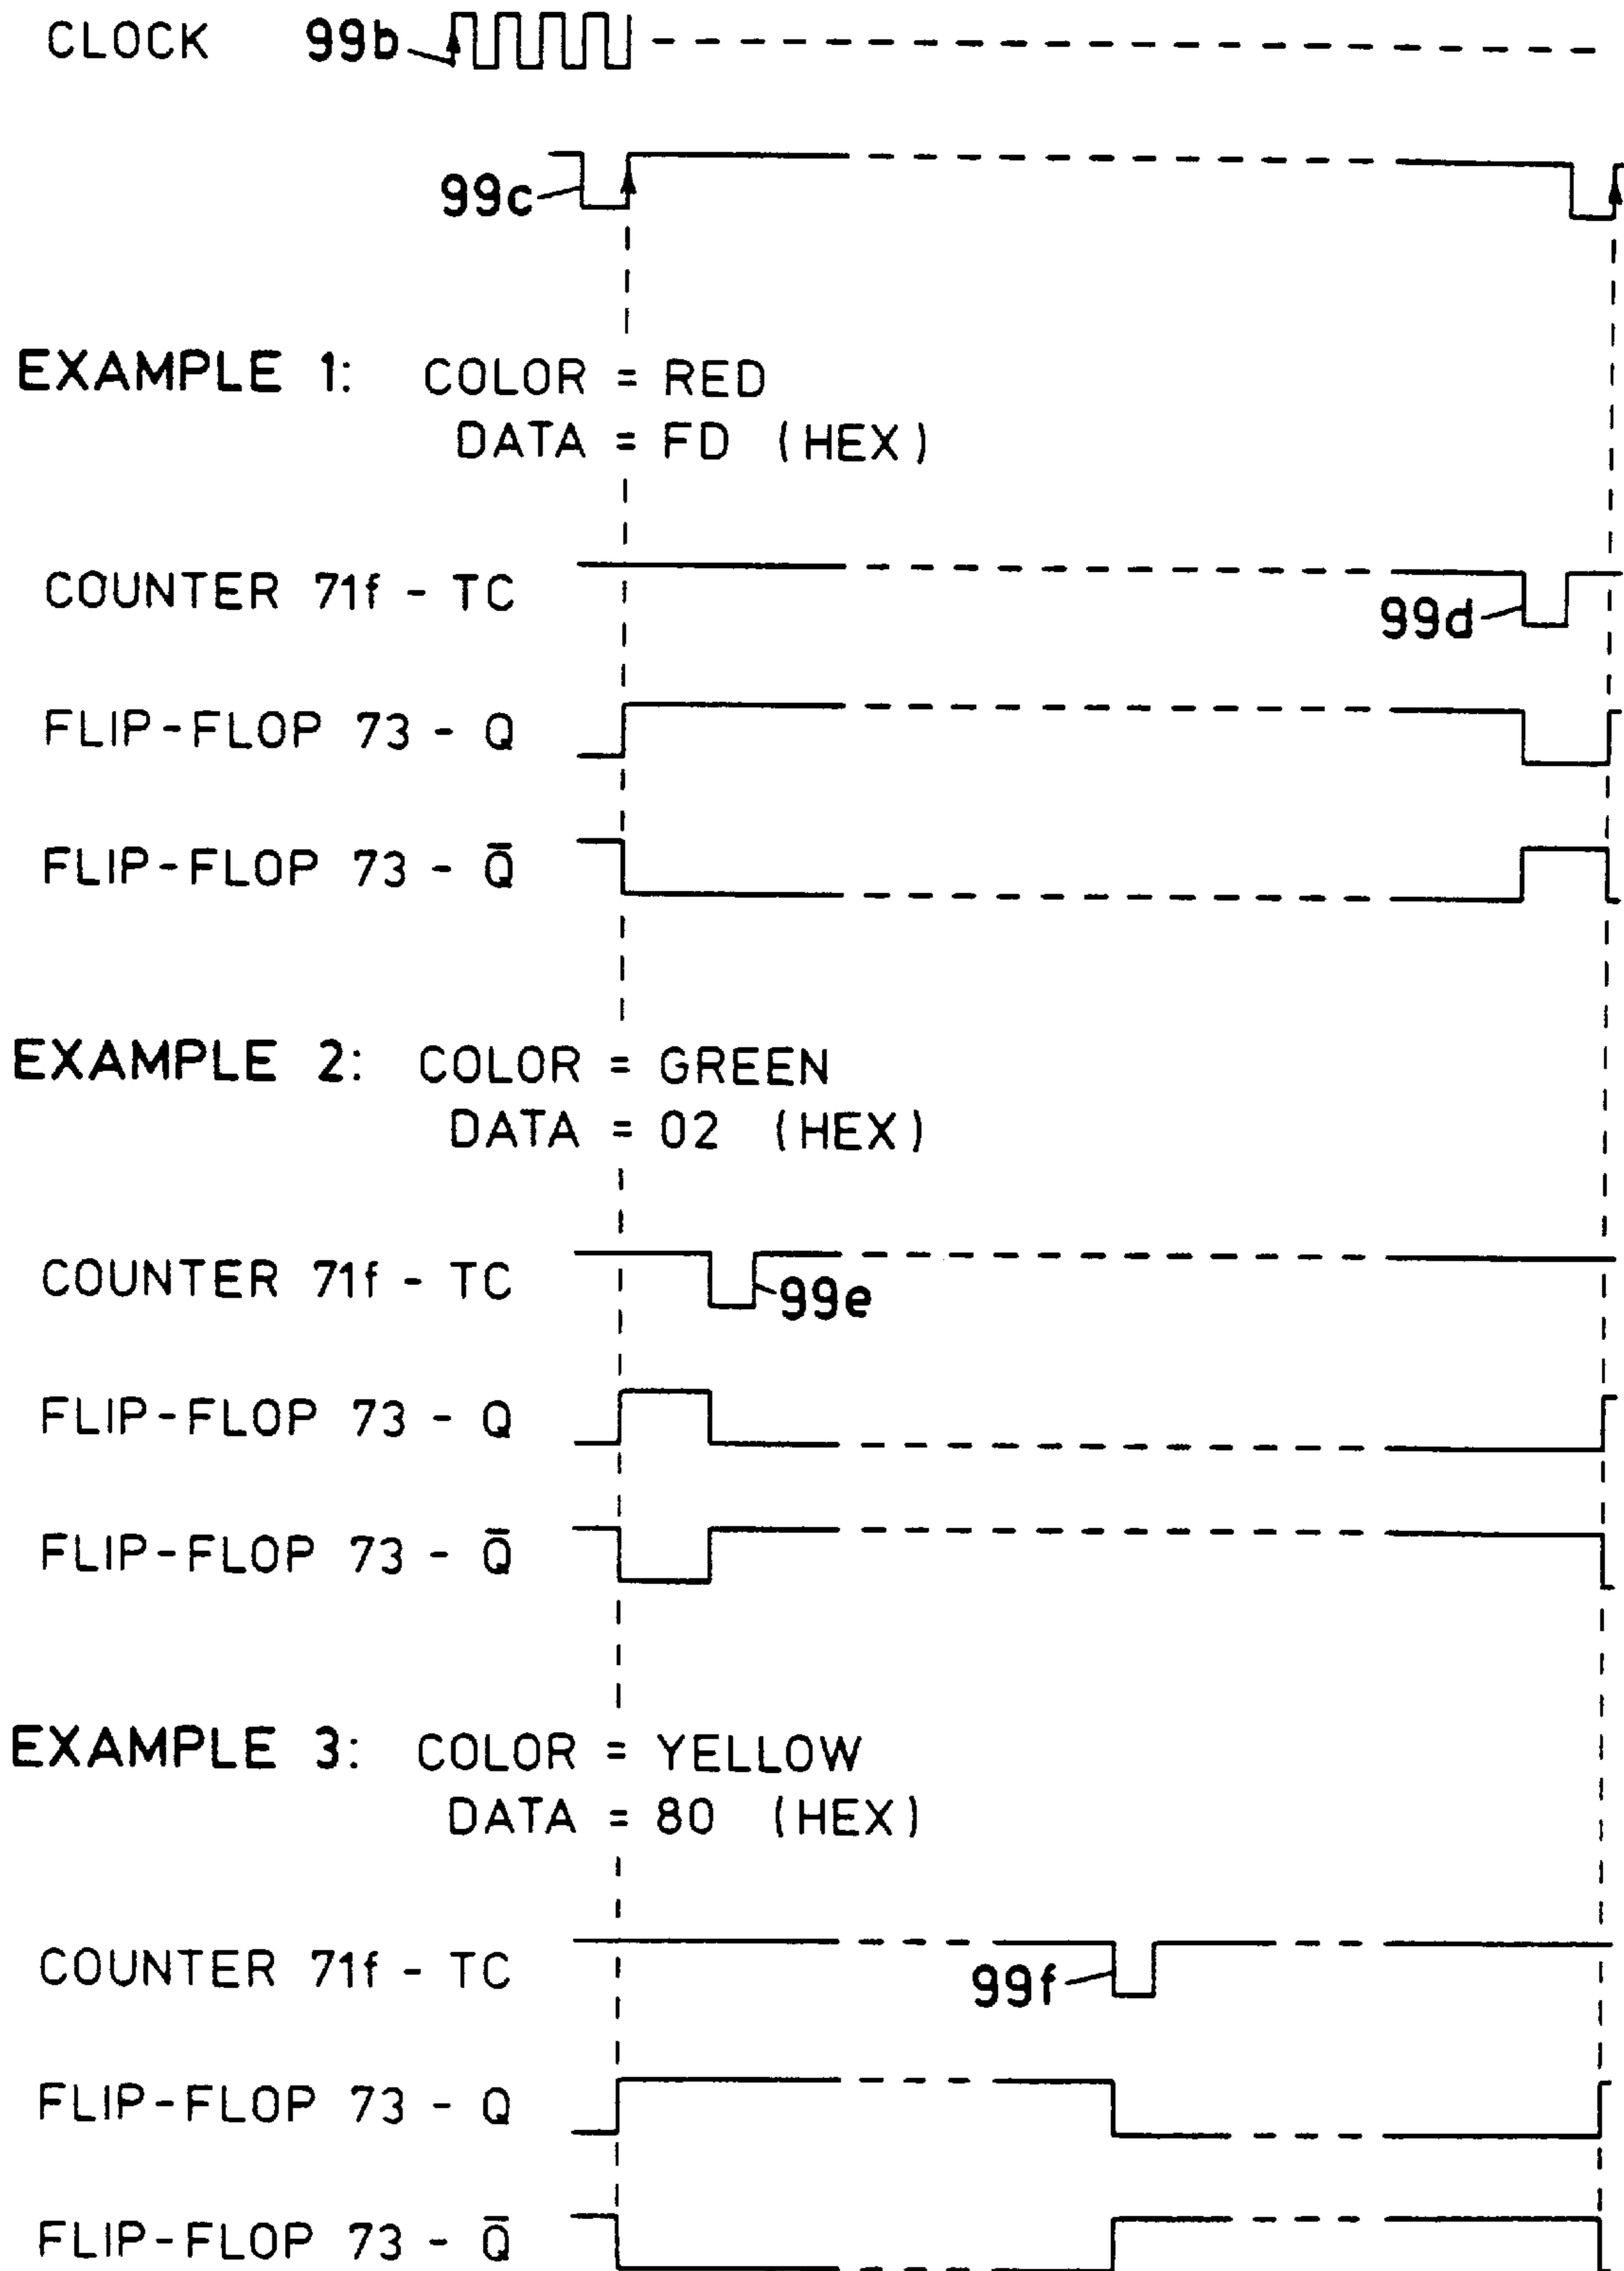 CLOCK 99b
99c
EXAMPLE 1: COLOR = RED
DATA = FD (HEX)
COUNTER 71f - TC 99d
FLIP-FLOP 73 - Q
FLIP-FLOP 73 - Q̅
EXAMPLE 2: COLOR = GREEN
DATA = 02 (HEX)
COUNTER 71f - TC 99e
FLIP-FLOP 73 - Q
FLIP-FLOP 73 - Q̅
EXAMPLE 3: COLOR = YELLOW
DATA = 80 (HEX)
COUNTER 71f - TC 99f
FLIP-FLOP 73 - Q
FLIP-FLOP 73 - Q̅